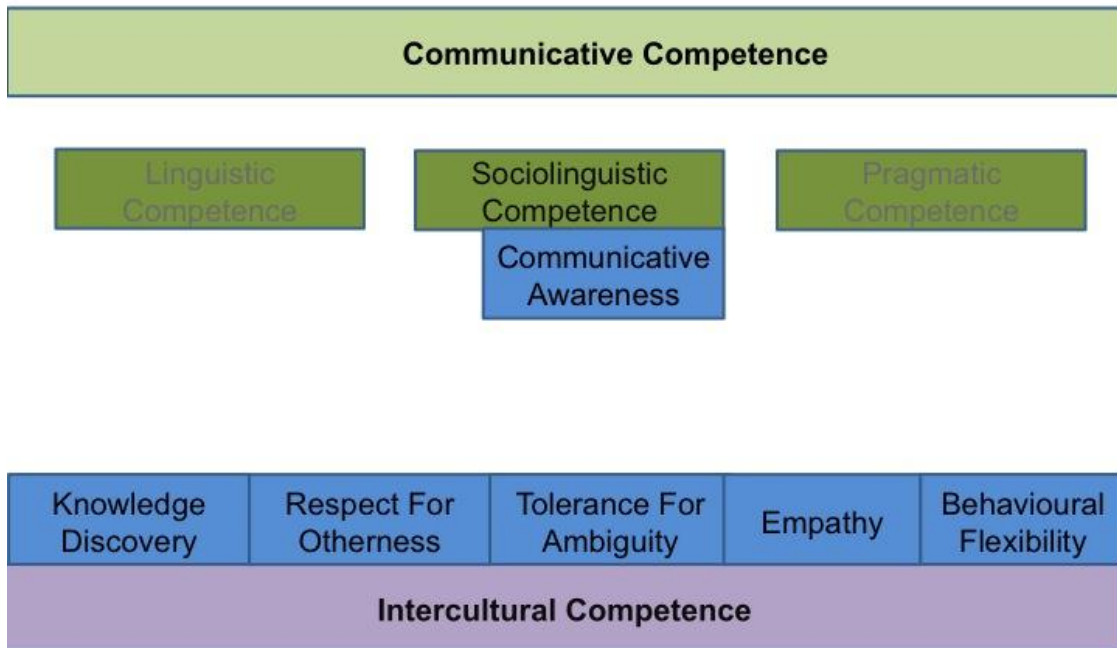 Communicative Competence
Linguistic
Competence
Sociolinguistic
Competence
Pragmatic
Competence
Communicative
Awareness
Knowledge
Discovery
Respect For
Otherness
Tolerance For
Ambiguity
Empathy
Behavioural
Flexibility
Intercultural Competence